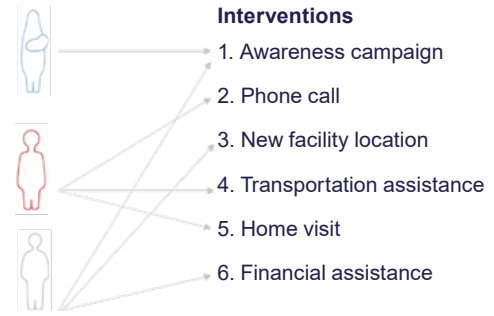 Interventions
1. Awareness campaign
2. Phone call
3. New facility location
4. Transportation assistance
5. Home visit
6. Financial assistance